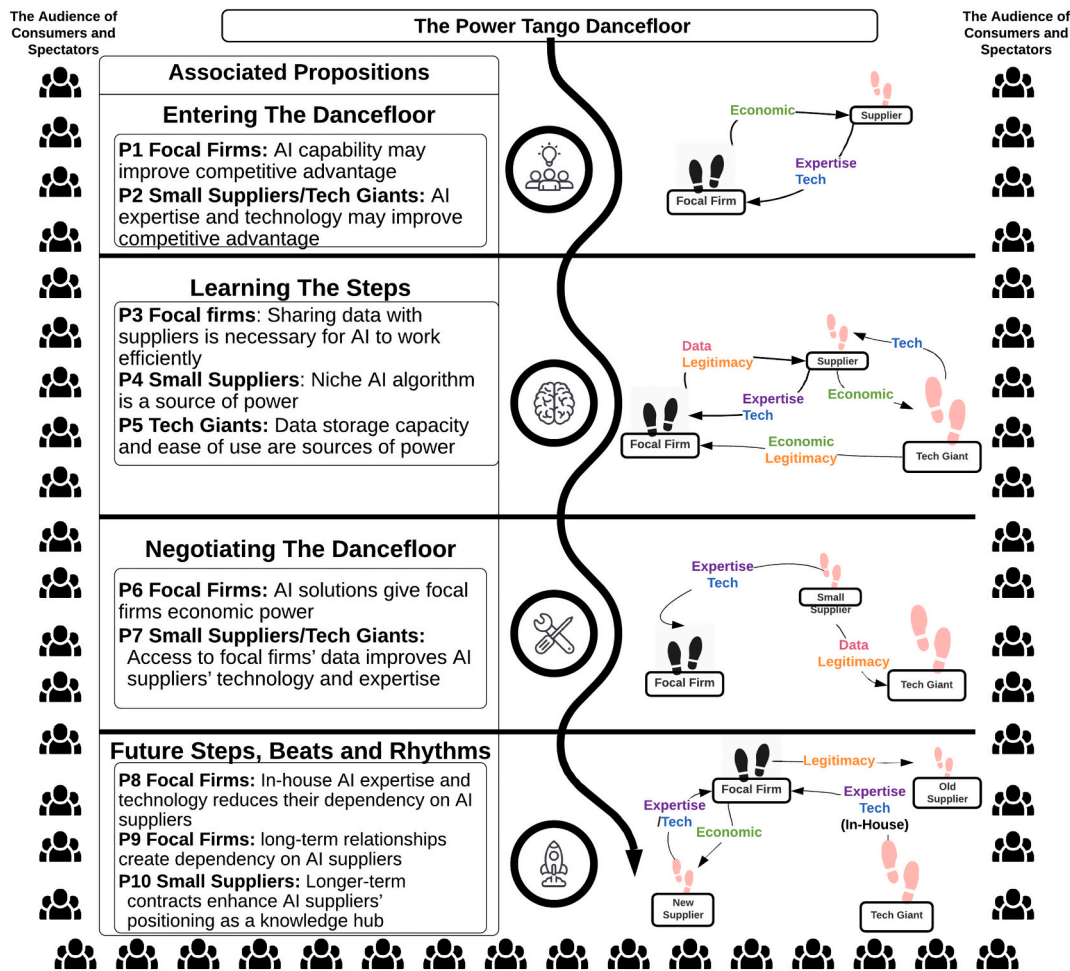 The Audience of
Consumers and
Spectators
The Power Tango Dancefloor
The Audience of
Consumers and
Spectators
Associated Propositions
Entering The Dancefloor
P1 Focal Firms: AI capability may
improve competitive advantage
P2 Small Suppliers/Tech Giants: AI
expertise and technology may improve
competitive advantage
Economic
Supplier
Expertise
Tech
Focal Firm
Learning The Steps
P3 Focal firms: Sharing data with
suppliers is necessary for AI to work
efficiently
P4 Small Suppliers: Niche AI algorithm
is a source of power
P5 Tech Giants: Data storage capacity
and ease of use are sources of power
Data
Legitimacy
Supplier
Tech
Expertise
Tech
Economic
Focal Firm
Economic
Legitimacy
Tech Giant
Negotiating The Dancefloor
P6 Focal Firms: AI solutions give focal
firms economic power
P7 Small Suppliers/Tech Giants:
Access to focal firms' data improves AI
suppliers' technology and expertise
Expertise
Tech
Small
Supplier
Data
Legitimacy
Focal Firm
Tech Giant
Future Steps, Beats and Rhythms
P8 Focal Firms: In-house AI expertise and
technology reduces their dependency on AI
suppliers
P9 Focal Firms: long-term relationships
create dependency on AI suppliers
P10 Small Suppliers: Longer-term
contracts enhance AI suppliers'
positioning as a knowledge hub
Legitimacy
Focal Firm
Old
Supplier
Expertise
/Tech
Economic
Expertise
Tech
(In-House)
New
Supplier
Tech Giant